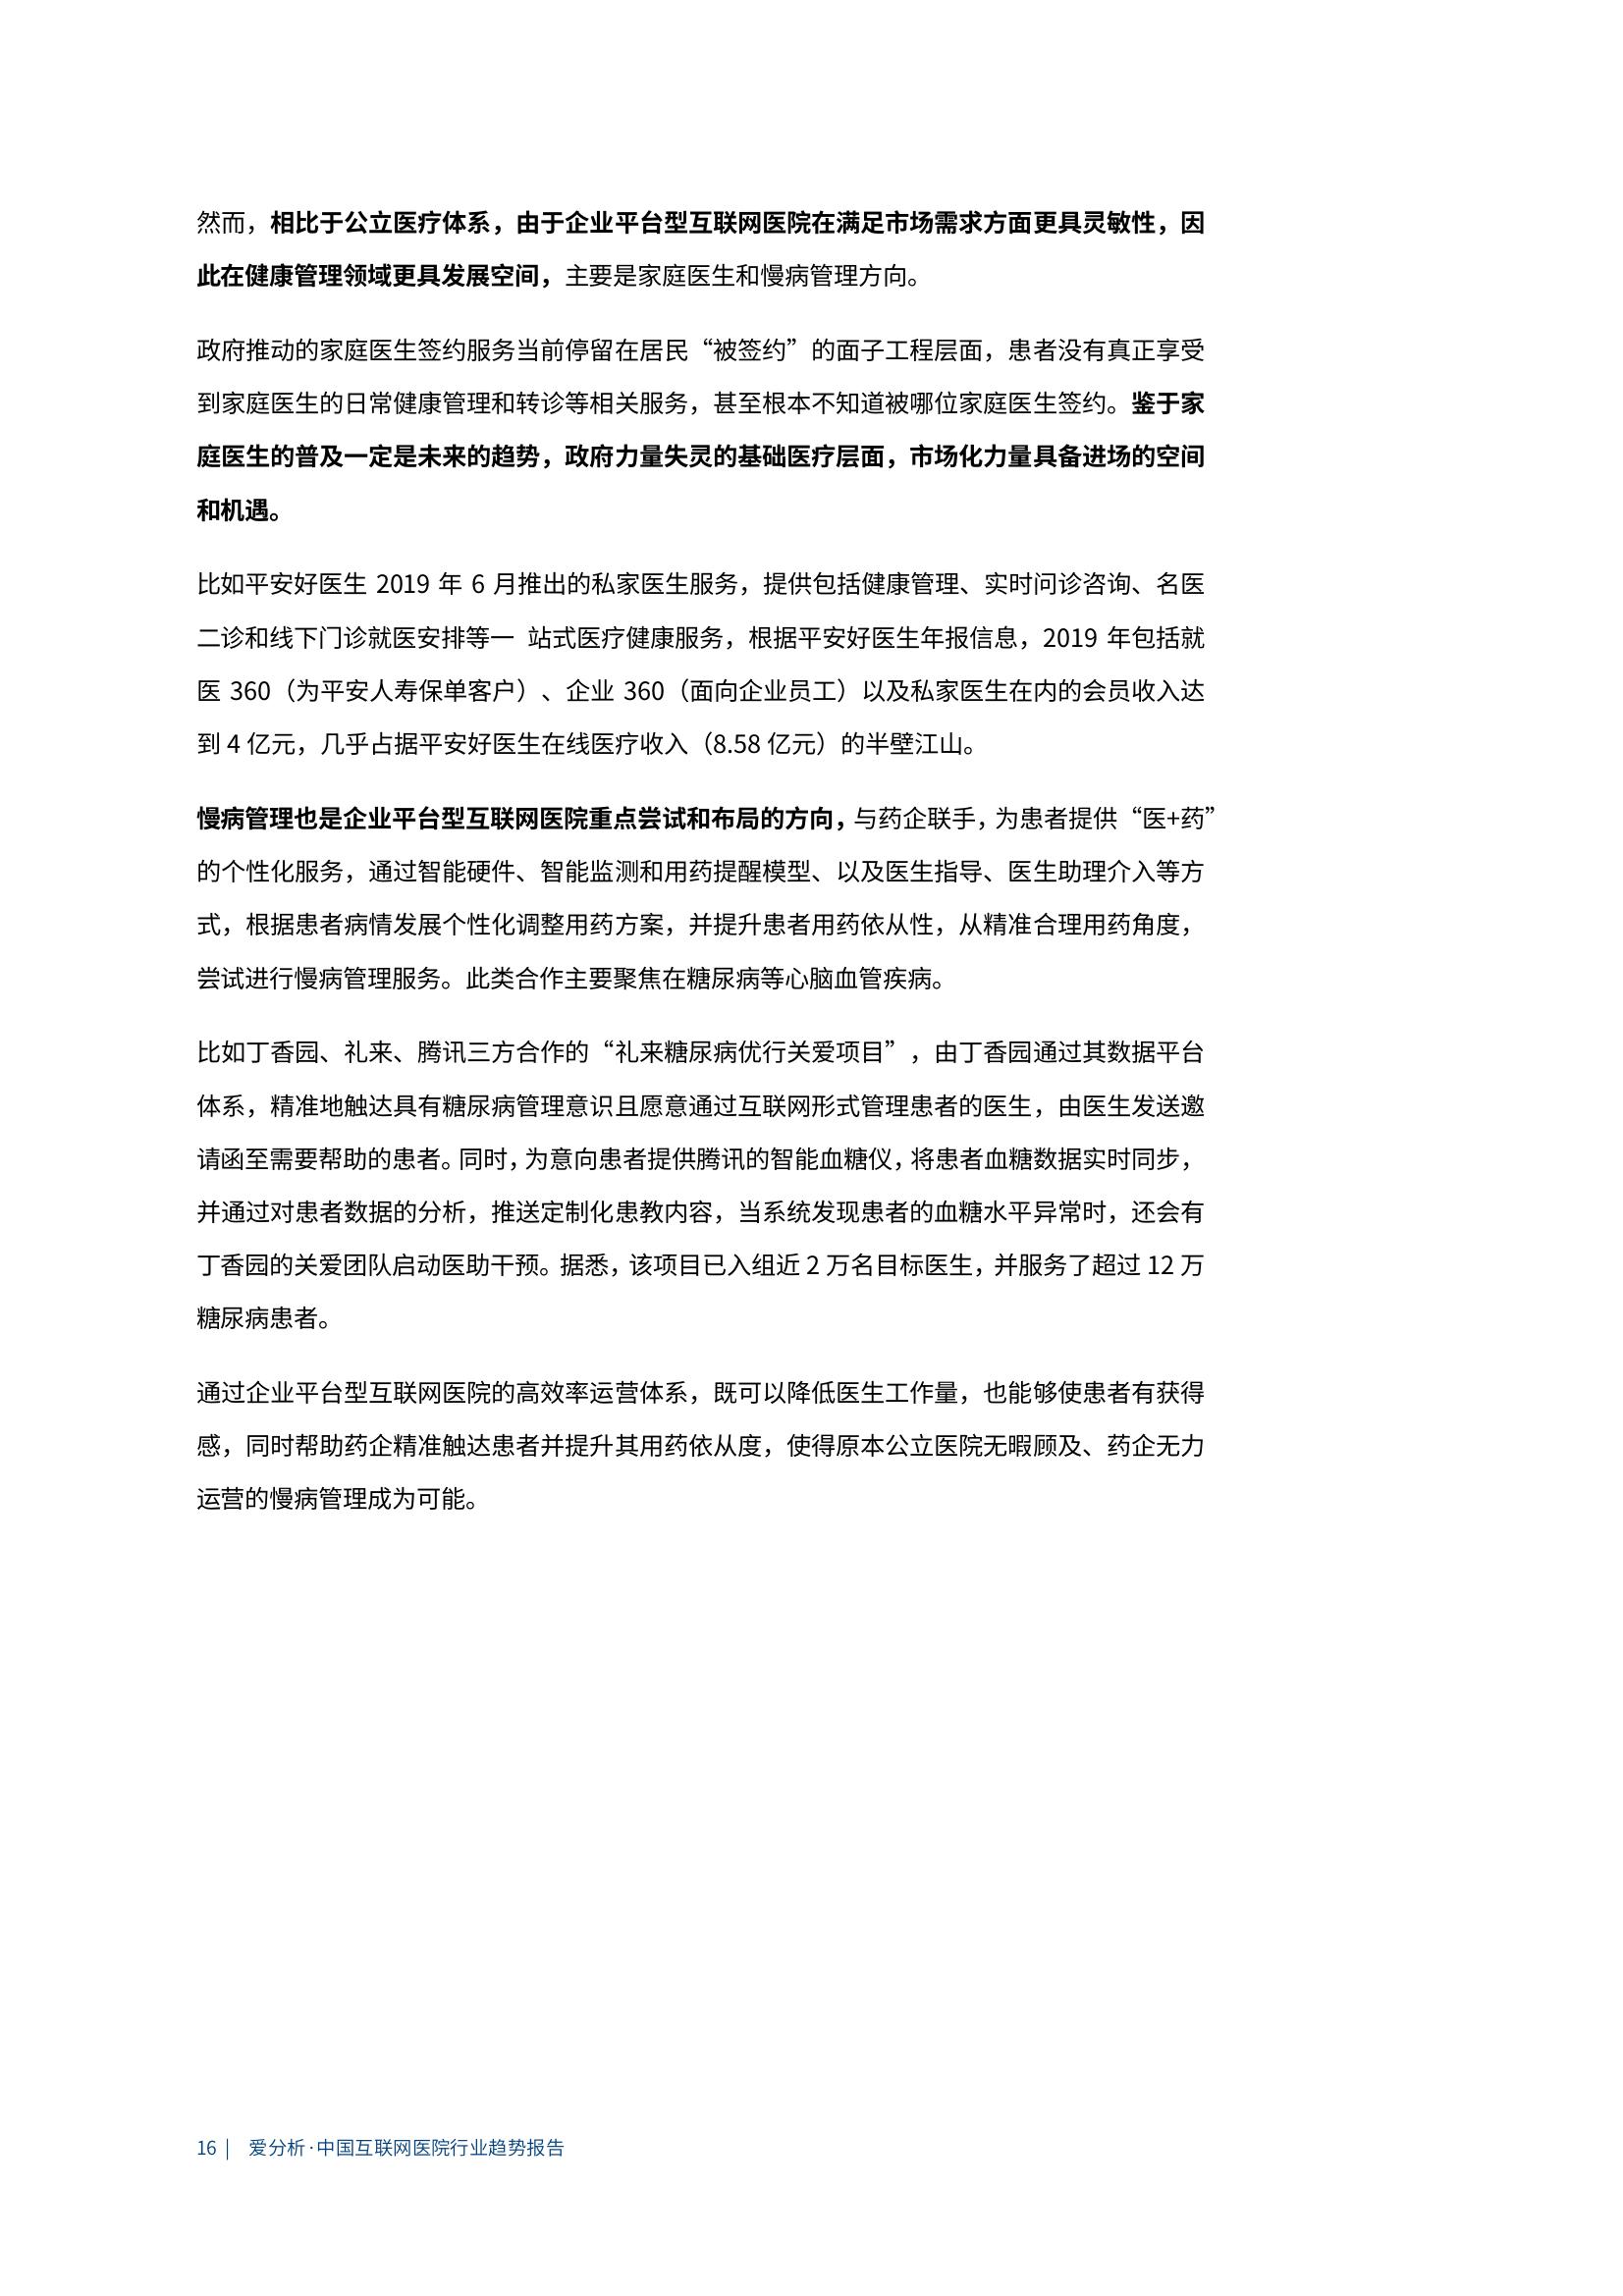 然而，相比于公立医疗体系，由于企业平台型互联网医院在满足市场需求方面更具灵敏性，因
此在健康管理领域更具发展空间，主要是家庭医生和慢病管理方向。
政府推动的家庭医生签约服务当前停留在居民“被签约”的面子工程层面，患者没有真正享受
到家庭医生的日常健康管理和转诊等相关服务，甚至根本不知道被哪位家庭医生签约。鉴于家
庭医生的普及一定是未来的趋势，政府力量失灵的基础医疗层面，市场化力量具备进场的空间
和机遇。
比如平安好医生 2019 年 6 月推出的私家医生服务，提供包括健康管理、实时问诊咨询、名医
二诊和线下门诊就医安排等一 站式医疗健康服务，根据平安好医生年报信息，2019 年包括就
医 360（为平安人寿保单客户）、企业 360（面向企业员工）以及私家医生在内的会员收入达
到 4 亿元，几乎占据平安好医生在线医疗收入（8.58 亿元）的半壁江山。
慢病管理也是企业平台型互联网医院重点尝试和布局的方向，与药企联手，为患者提供“医+药”
的个性化服务，通过智能硬件、智能监测和用药提醒模型、以及医生指导、医生助理介入等方
式，根据患者病情发展个性化调整用药方案，并提升患者用药依从性，从精准合理用药角度，
尝试进行慢病管理服务。此类合作主要聚焦在糖尿病等心脑血管疾病。
比如丁香园、礼来、腾讯三方合作的“礼来糖尿病优行关爱项目”，由丁香园通过其数据平台
体系，精准地触达具有糖尿病管理意识且愿意通过互联网形式管理患者的医生，由医生发送邀
请函至需要帮助的患者。同时，为意向患者提供腾讯的智能血糖仪，将患者血糖数据实时同步，
并通过对患者数据的分析，推送定制化患教内容，当系统发现患者的血糖水平异常时，还会有
丁香园的关爱团队启动医助干预。据悉，该项目已入组近 2 万名目标医生，并服务了超过 12 万
糖尿病患者。
通过企业平台型互联网医院的高效率运营体系，既可以降低医生工作量，也能够使患者有获得
感，同时帮助药企精准触达患者并提升其用药依从度，使得原本公立医院无暇顾及、药企无力
运营的慢病管理成为可能。
16 | 爱分析·中国互联网医院行业趋势报告